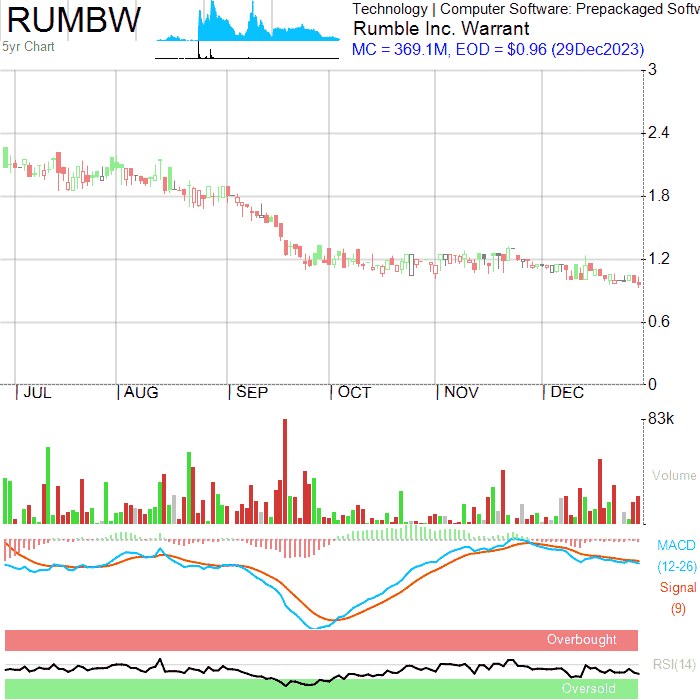 RUMBW
5yr Chart
Technology | Computer Software: Prepackaged Softw
Rumble Inc. Warrant
MC = 369.1M, EOD = $0.96 (29Dec2023)
3
2.4
1.8
1.2
0.6
0
JUL AUG SEP OCT NOV DEC
83k
Volume
MACD
(12-26)
Signal
(9)
Overbought
RSI(14)
Oversold